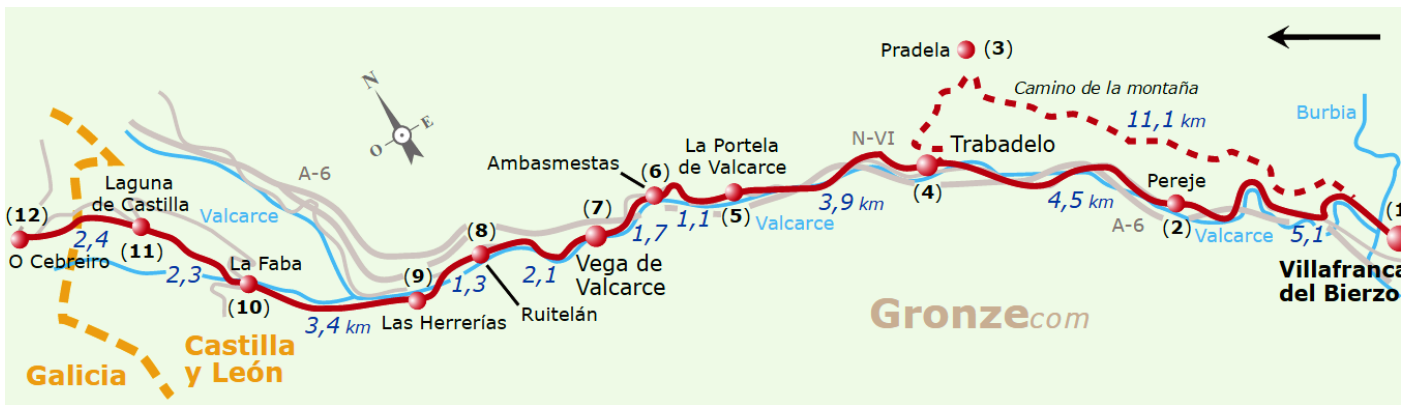 Pradela
(3)
Camino de la montaña
11,1 km
Burbia
N
E
O
N-VI
Trabadelo
La Portela
de Valcarce
Ambasmestas
(6)
A-6
Pereje
Laguna
de Castilla
(4)
4,5 km
(12)
Valcarce
(7)
1,1
(5)
Valcarce
3,9 km
A-6
(2)
Valcarce
5,1
(1
2,4
(11)
(8)
1,7
O Cebreiro
2,3
La Faba
(9)
1,3
2,1
Vega de
Valcarce
Villafranca
del Bierzo
(10)
3,4 km
Las Herrerías
Ruitelán
Gronze.com
Castilla
y León
Galicia